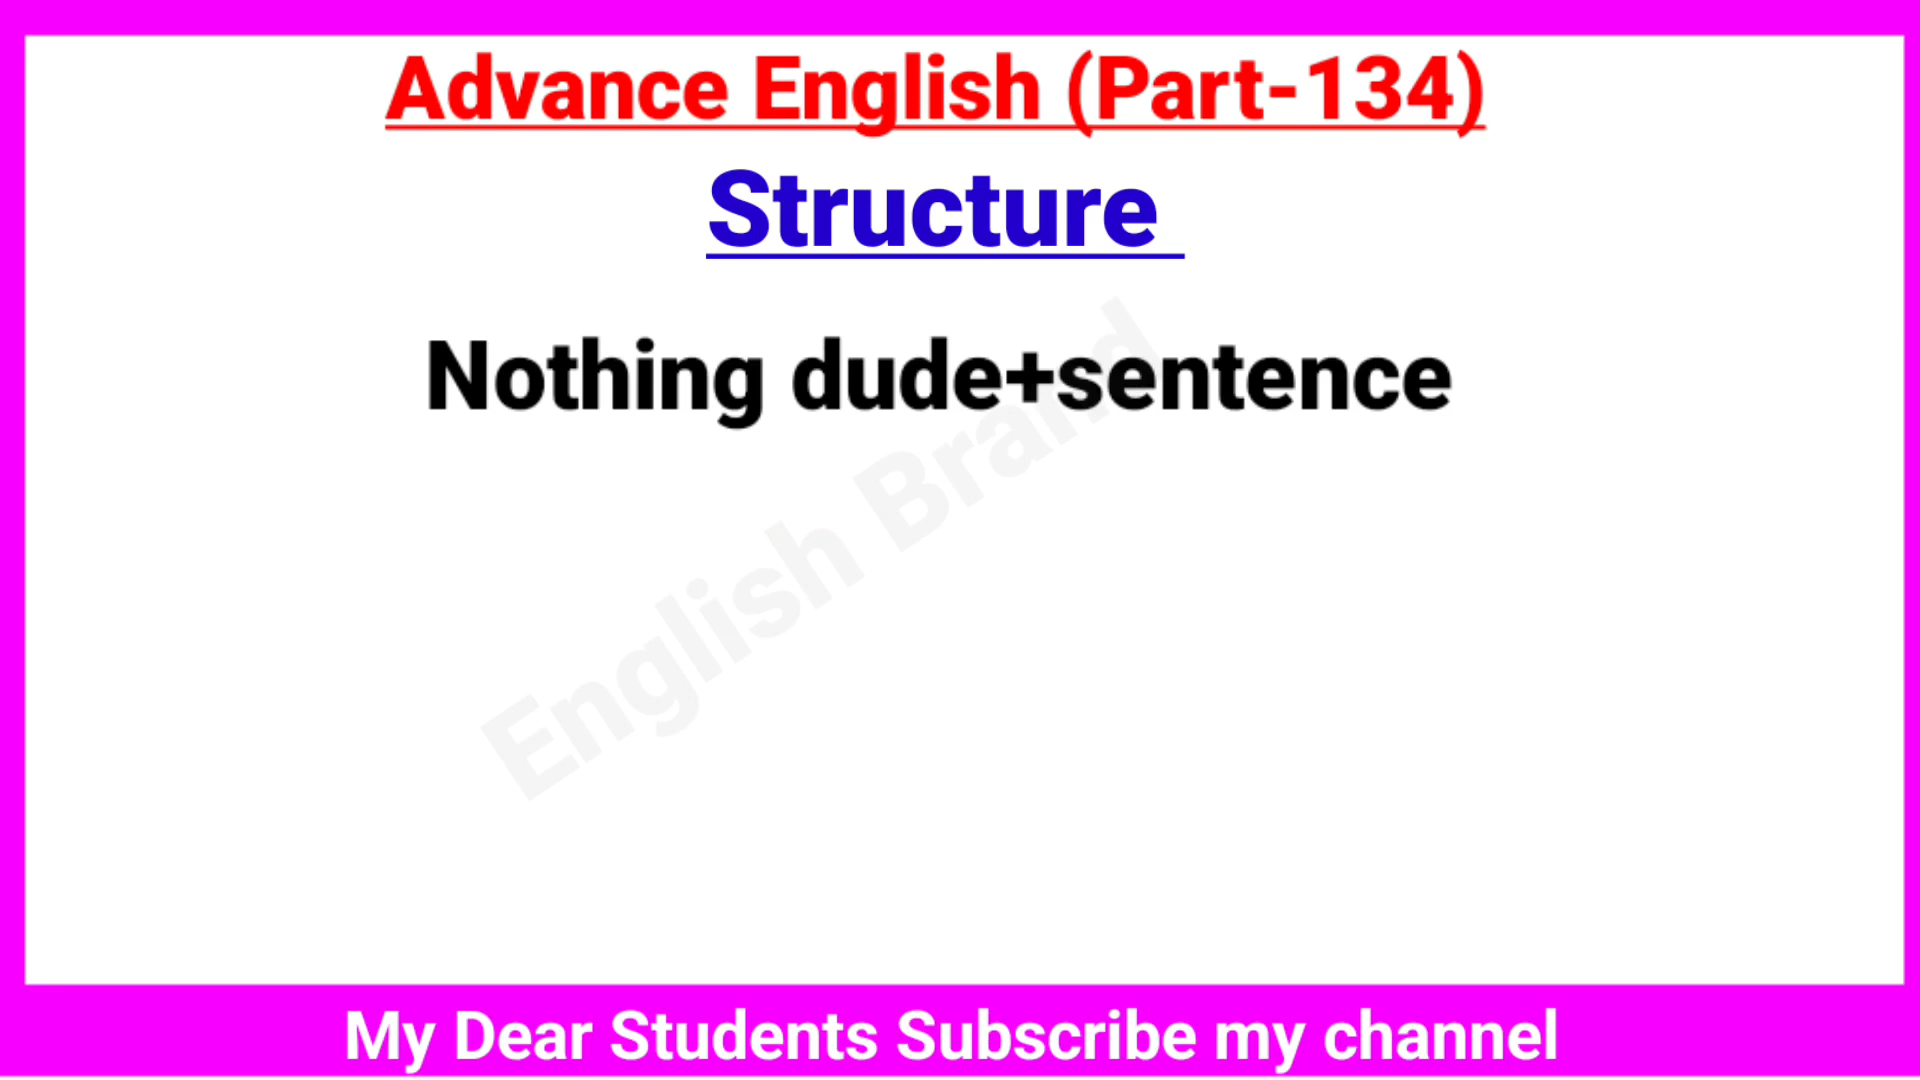 Advance English (Part-134)
Structure
Nothing dude+sentence
English Brand
My Dear Students Subscribe my channel